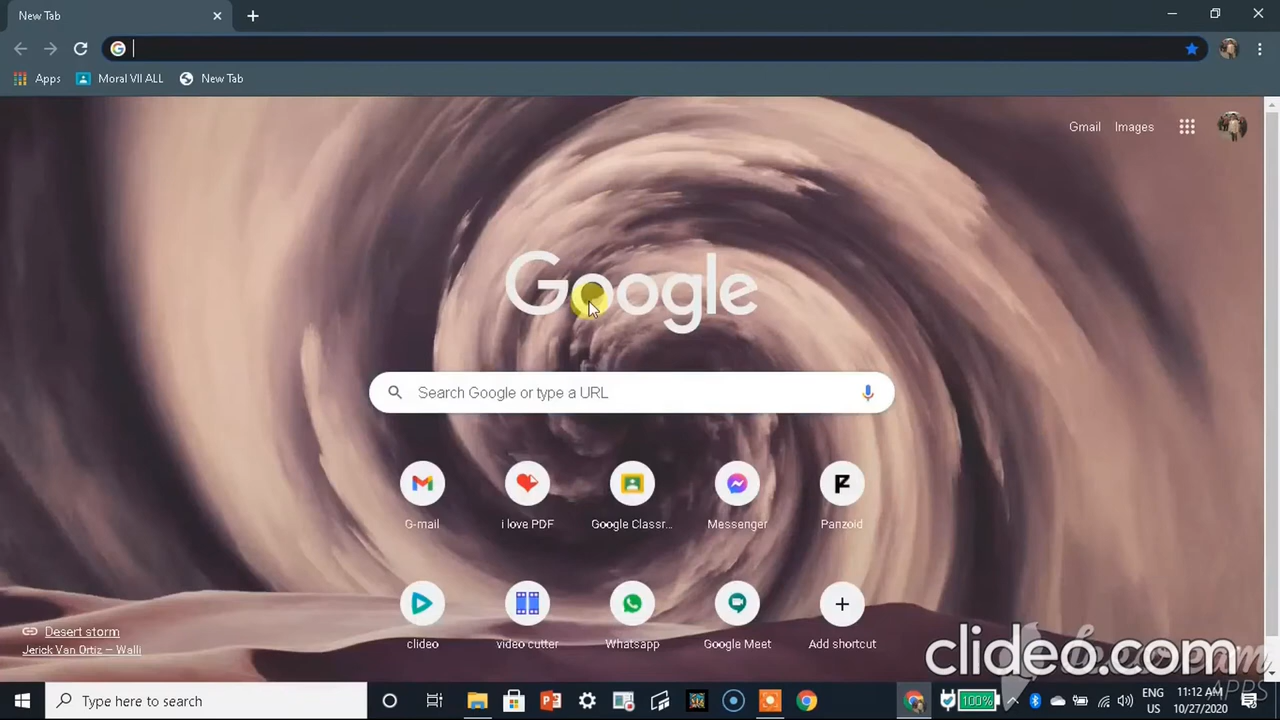 New Tab
Apps
Moral VII ALL
New Tab
Gmail
Images
Google
Search Google or type a URL
G-mail
i love PDF
Google Classr...
Messenger
Panzoid
clideo
video cutter
Whatsapp
Google Meet
Add shortcut
Desert storm
Jerick Van Ortiz – Walli
clideo.com
APPS
Type here to search
100%
ENG
US
11:12 AM
10/27/2020